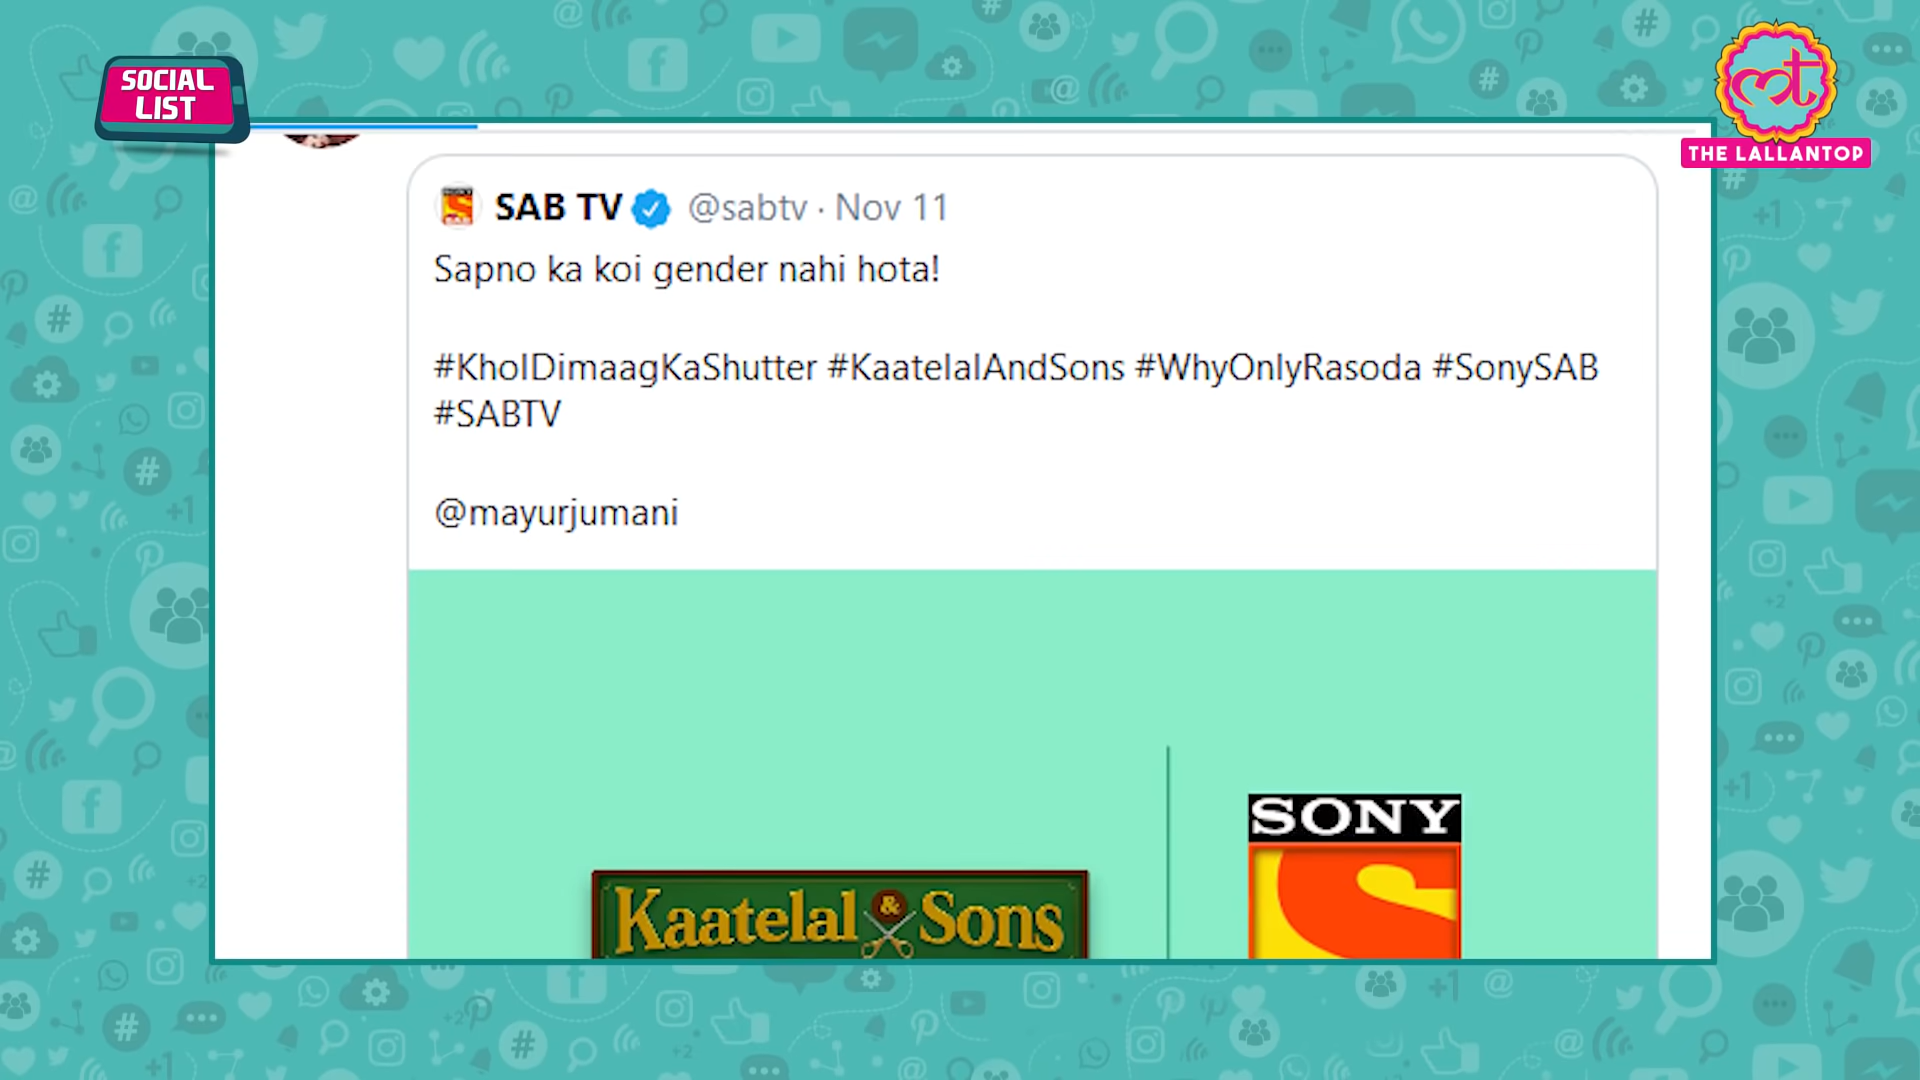 SOCIAL
LIST
THE LALLANTOP
SAB TV @sabtv · Nov 11
Sapno ka koi gender nahi hota!
#KholDimaagKaShutter #KaatelalAndSons #WhyOnlyRasoda #SonySAB
#SABTV
@mayurjumani
SONY
Kaatelal & Sons